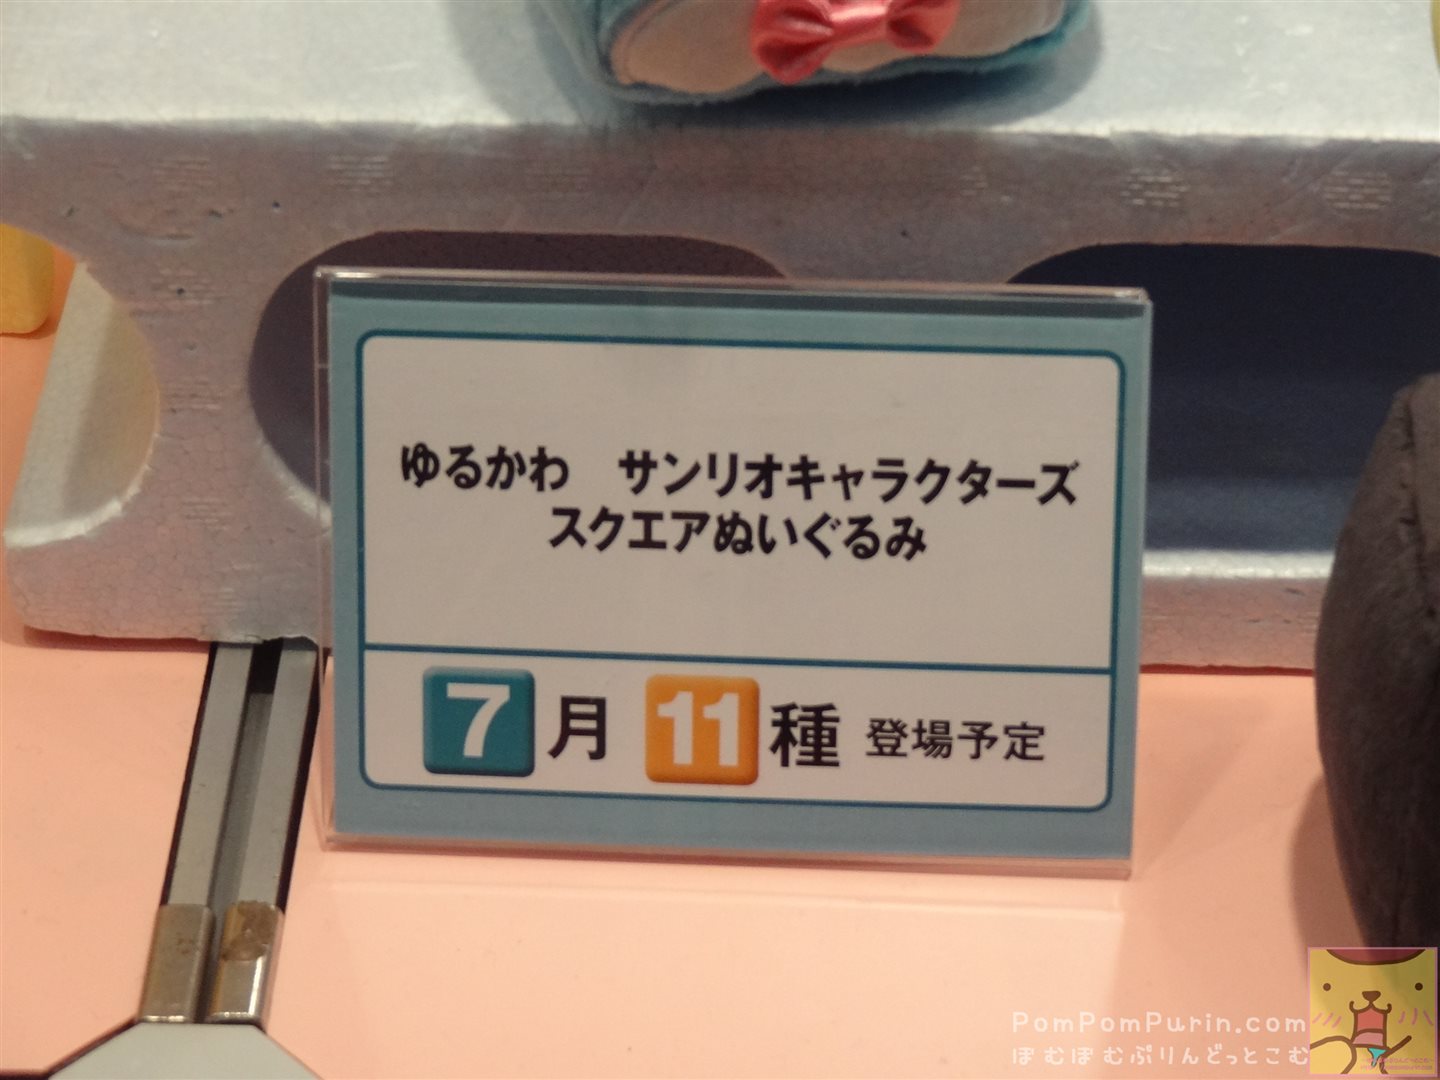 ゆるかわ　サンリオキャラクターズ
スクエアぬいぐるみ
7月 11種 登場予定
PomPomPurin.com
ぽむぽむぷりんどっとこむ